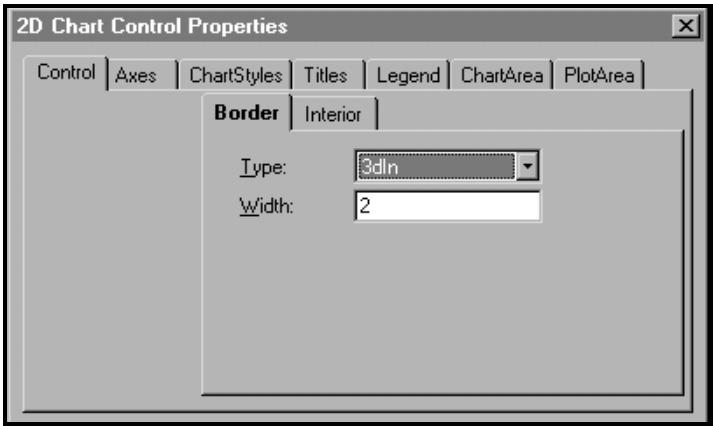 2D Chart Control Properties
Control Axes ChartStyles Titles Legend ChartArea PlotArea
Border Interior
Type: 3dIn
Width: 2